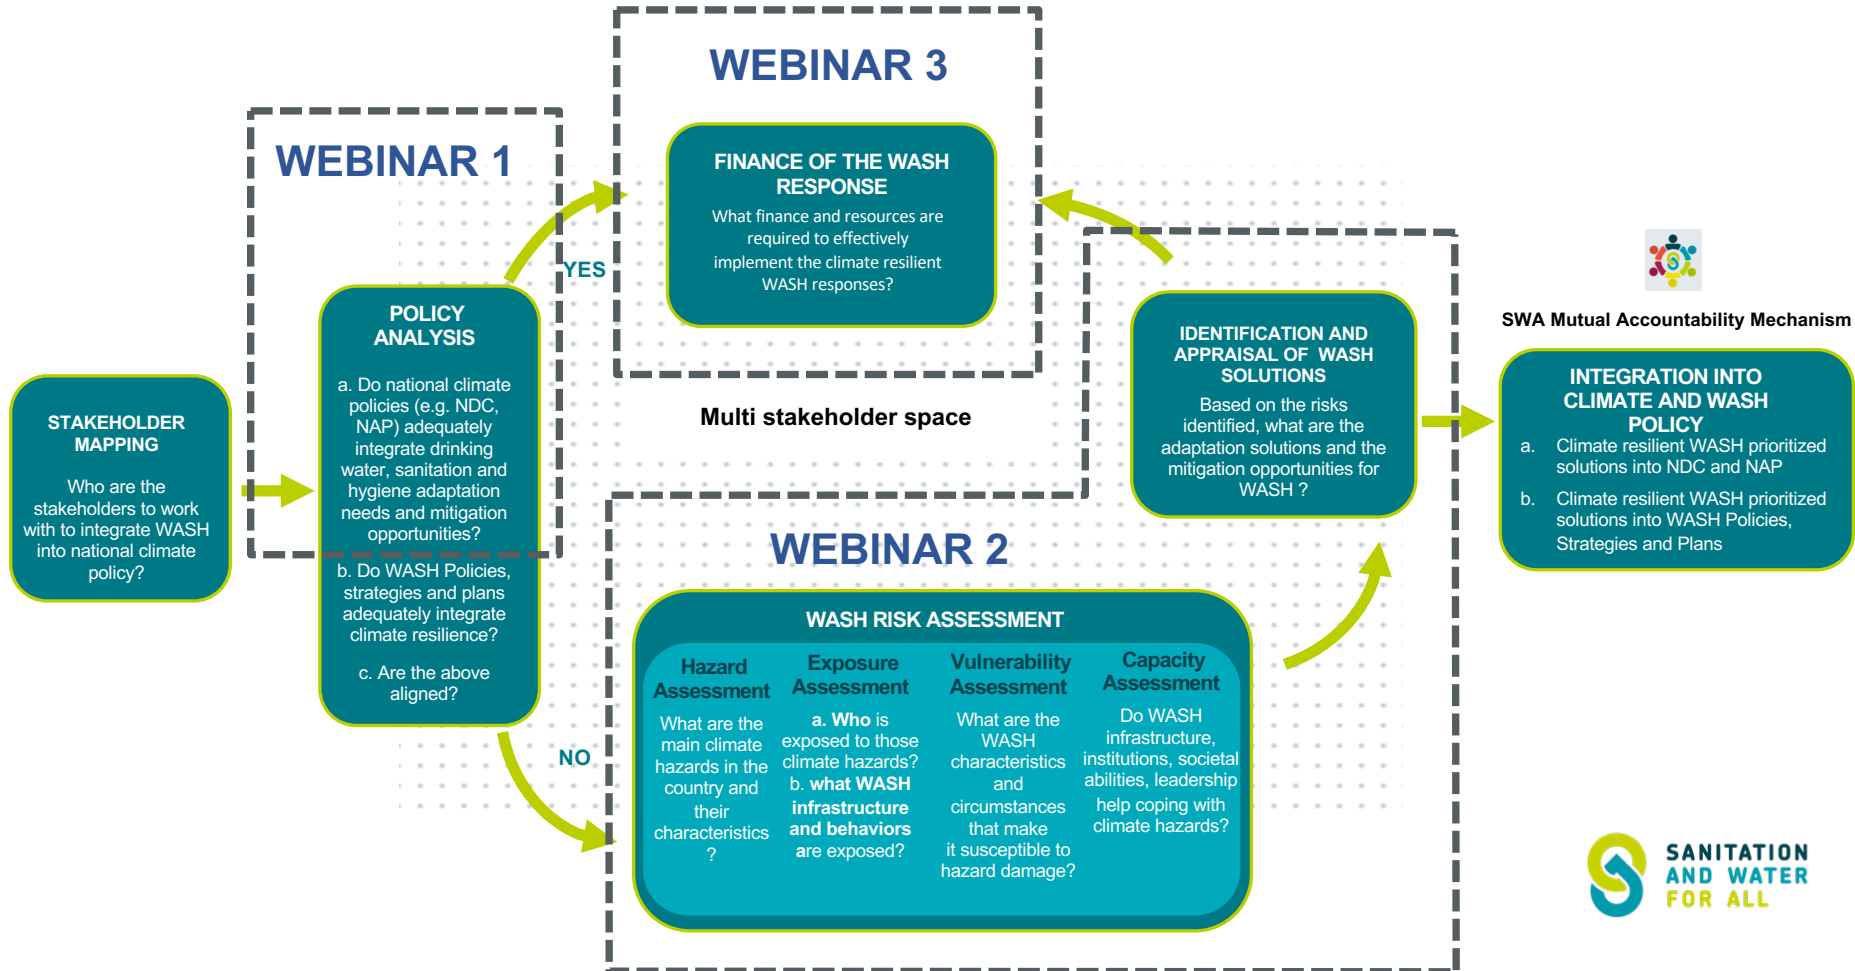 WEBINAR 1
WEBINAR 3
STAKEHOLDER
MAPPING
Who are the
stakeholders to work
with to integrate WASH
into national climate
policy?
POLICY
ANALYSIS
a. Do national climate
policies (e.g. NDC,
NAP) adequately
integrate drinking
water, sanitation and
hygiene adaptation
needs and mitigation
opportunities?
b. Do WASH Policies,
strategies and plans
adequately integrate
climate resilience?
c. Are the above
aligned?
YES
NO
FINANCE OF THE WASH
RESPONSE
What finance and resources are
required to effectively
implement the climate resilient
WASH responses?
Multi stakeholder space
WEBINAR 2
WASH RISK ASSESSMENT
Hazard
Assessment
What are the
main climate
hazards in the
country and
their
characteristics
?
Exposure
Assessment
a. Who is
exposed to those
climate hazards?
b. what WASH
infrastructure
and behaviors
are exposed?
Vulnerability
Assessment
What are the
WASH
characteristics
and
circumstances
that make
it susceptible to
hazard damage?
Capacity
Assessment
Do WASH
infrastructure,
institutions, societal
abilities, leadership
help coping with
climate hazards?
IDENTIFICATION AND
APPRAISAL OF WASH
SOLUTIONS
Based on the risks
identified, what are the
adaptation solutions and the
mitigation opportunities for
WASH ?
SWA Mutual Accountability Mechanism
INTEGRATION INTO
CLIMATE AND WASH
POLICY
a. Climate resilient WASH prioritized
solutions into NDC and NAP
b. Climate resilient WASH prioritized
solutions into WASH Policies,
Strategies and Plans
SANITATION
AND WATER
FOR ALL